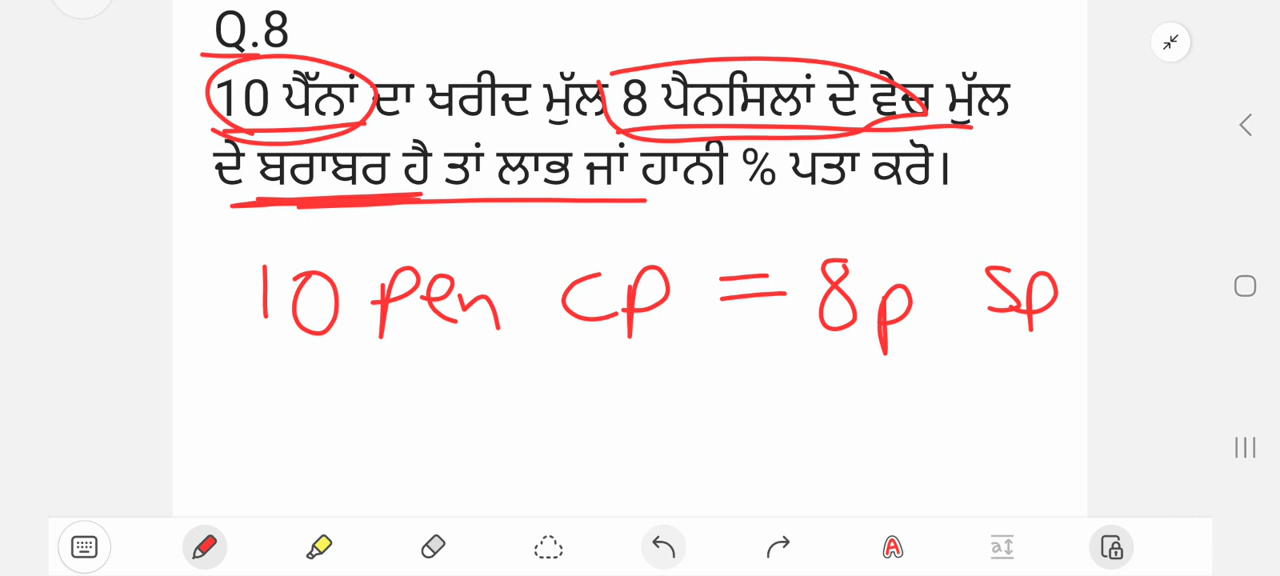 Q.8
10 ਪੈੱਨਾਂ ਦਾ ਖਰੀਦ ਮੁੱਲ 8 ਪੈਨਸਿਲਾਂ ਦੇ ਵੇਚ ਮੁੱਲ
ਦੇ ਬਰਾਬਰ ਹੈ ਤਾਂ ਲਾਭ ਜਾਂ ਹਾਨੀ % ਪਤਾ ਕਰੋ।
10 pen CP = 8p SP
A a